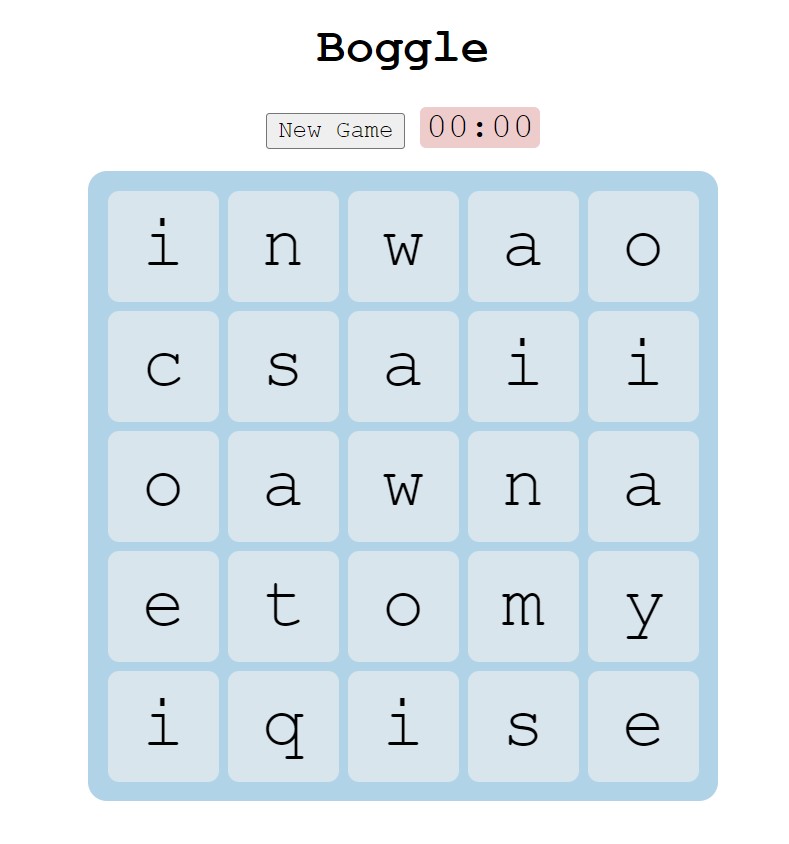 Boggle
New Game 00:00
i n w a o
c s a i i
o a w n a
e t o m y
i q i s e